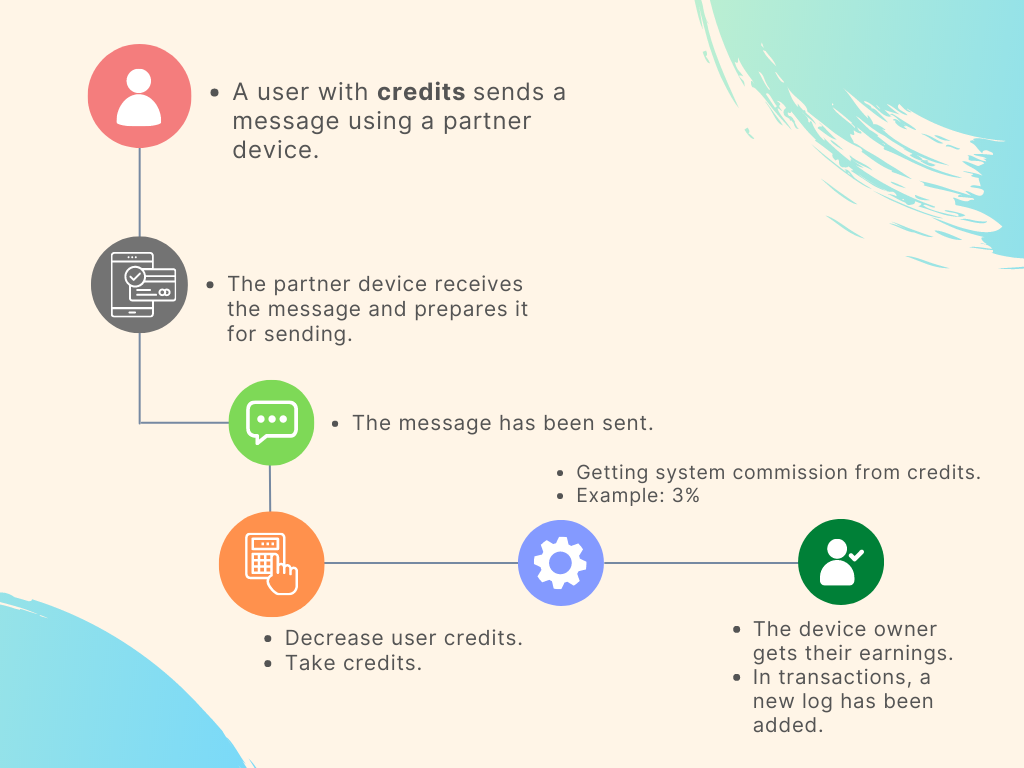 • A user with credits sends a
message using a partner
device.
• The partner device receives
the message and prepares it
for sending.
• The message has been sent.
• Getting system commission from credits.
• Example: 3%
• Decrease user credits.
• Take credits.
• The device owner
gets their earnings.
• In transactions, a
new log has been
added.